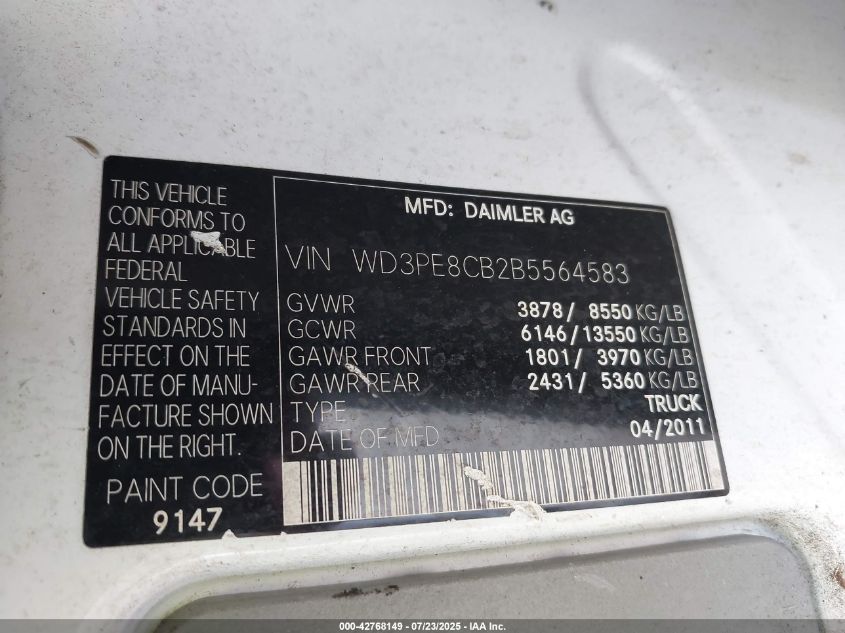 THIS VEHICLE
CONFORMS TO
ALL APPLICABLE
FEDERAL
VEHICLE SAFETY
STANDARDS IN
EFFECT ON THE
DATE OF MANU-
FACTURE SHOWN
ON THE RIGHT.
PAINT CODE
9147
MFD: DAIMLER AG
VIN WD3PE8CB2B5564583
GVWR 3878/ 8550 KG/LB
GCWR 6146/13550 KG/LB
GAWR FRONT 1801/ 3970 KG/LB
GAWR REAR 2431/ 5360 KG/LB
TYPE TRUCK
DATE OF MFD 04/2011
000-42768149 - 07/23/2025 - IAA Inc.